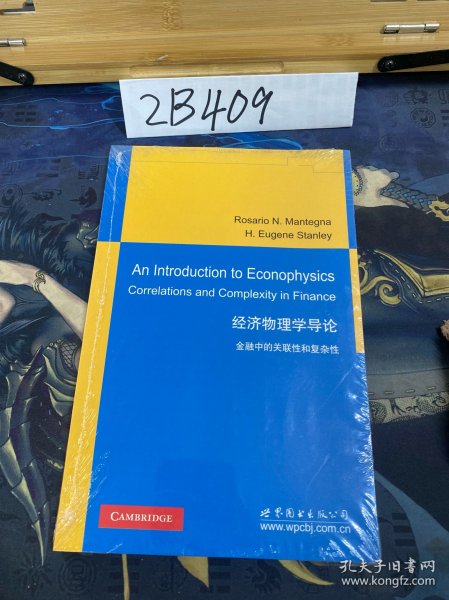 2B409
Rosario N. Mantegna
H. Eugene Stanley
An Introduction to Econophysics
Correlations and Complexity in Finance
经济物理学导论
金融中的关联性和复杂性
CAMBRIDGE
世界图书出版公司
www.wpcbj.com.cn
孔夫子旧书网
www.kongfz.com